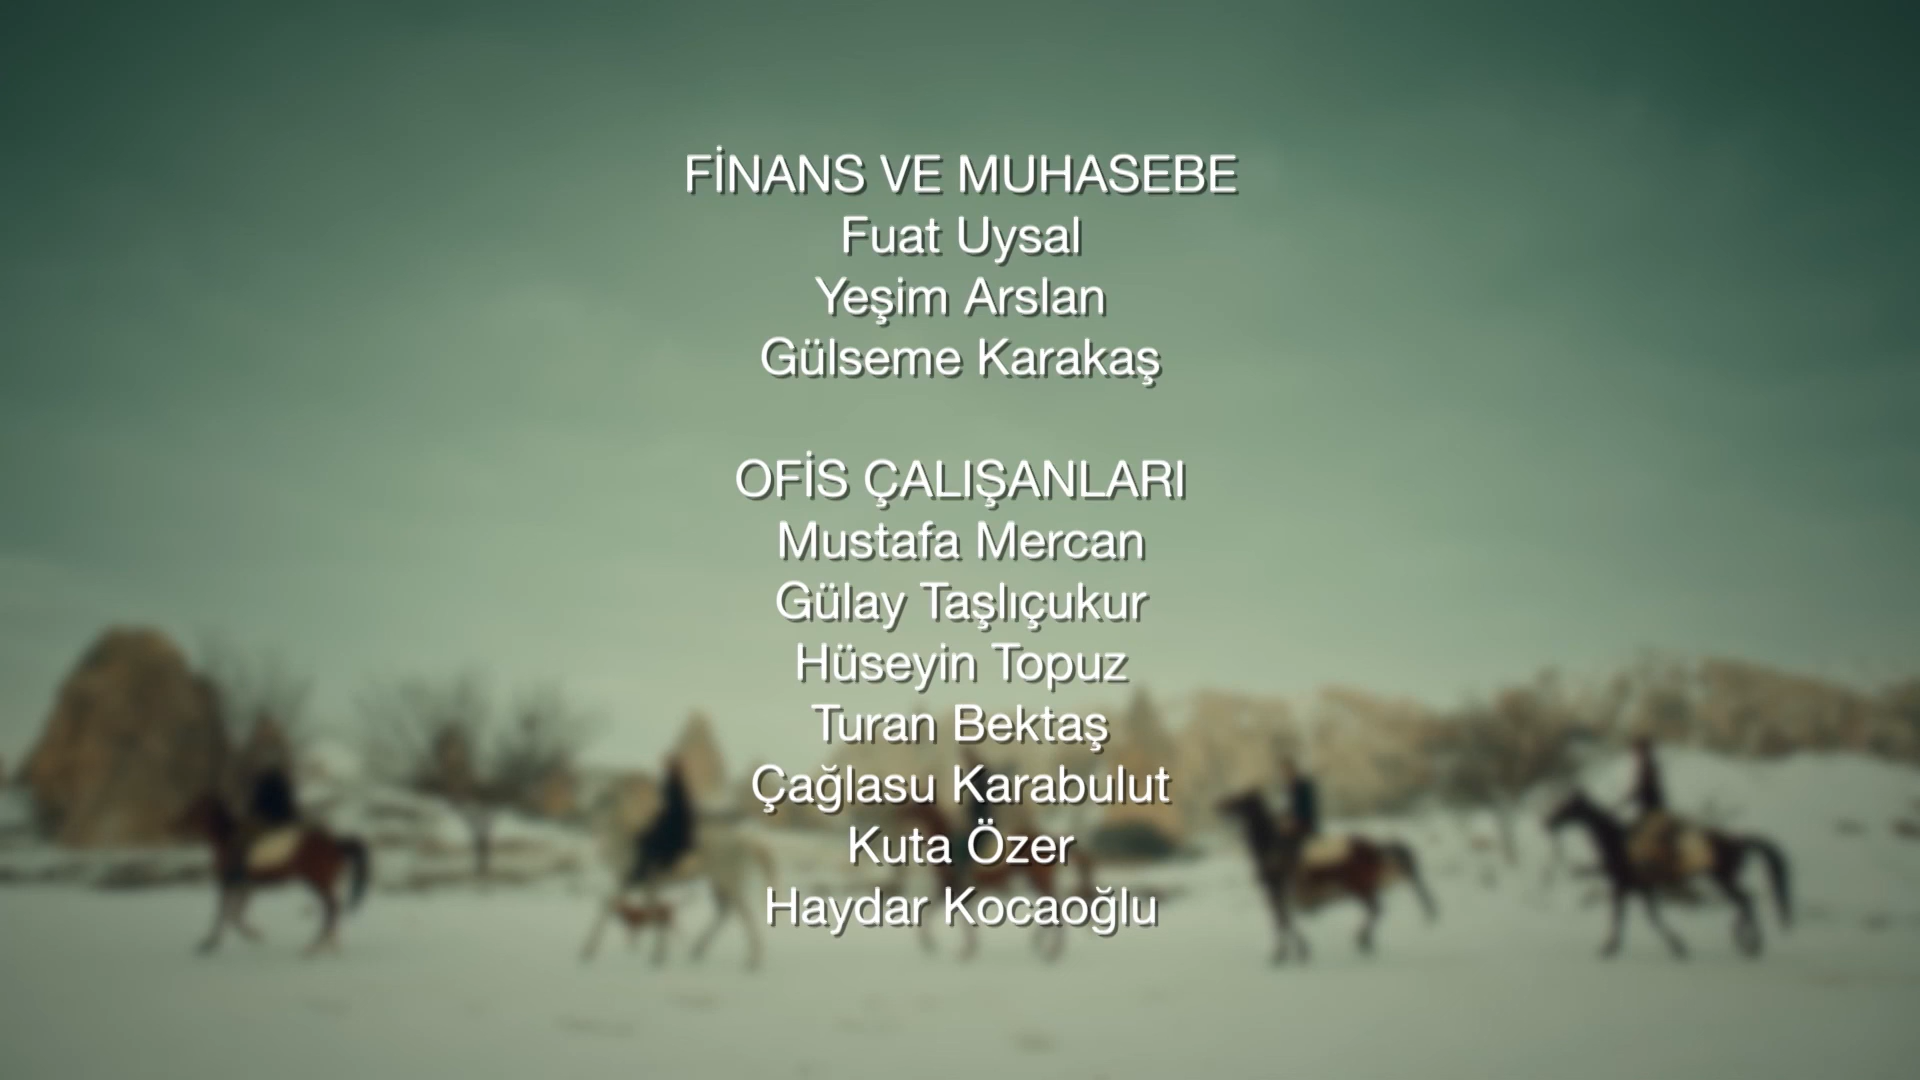 FİNANS VE MUHASEBE
Fuat Uysal
Yeşim Arslan
Gülseme Karakaş
OFİS ÇALIŞANLARI
Mustafa Mercan
Gülay Taşlıçukur
Hüseyin Topuz
Turan Bektaş
Çağlasu Karabulut
Kuta Özer
Haydar Kocaoğlu